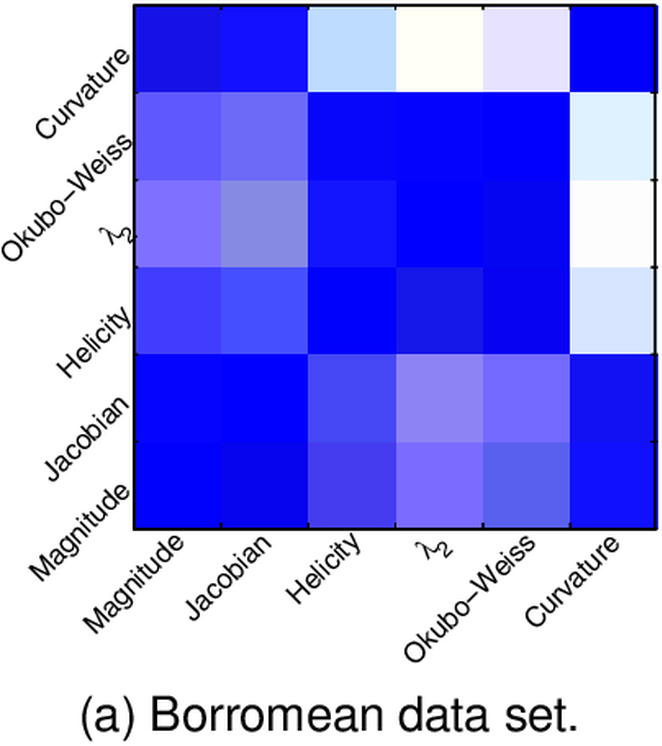 Curvature
Okubo−Weiss
λ2
Helicity
Jacobian
Magnitude
Magnitude
Jacobian
Helicity
λ2
Okubo−Weiss
Curvature
(a) Borromean data set.